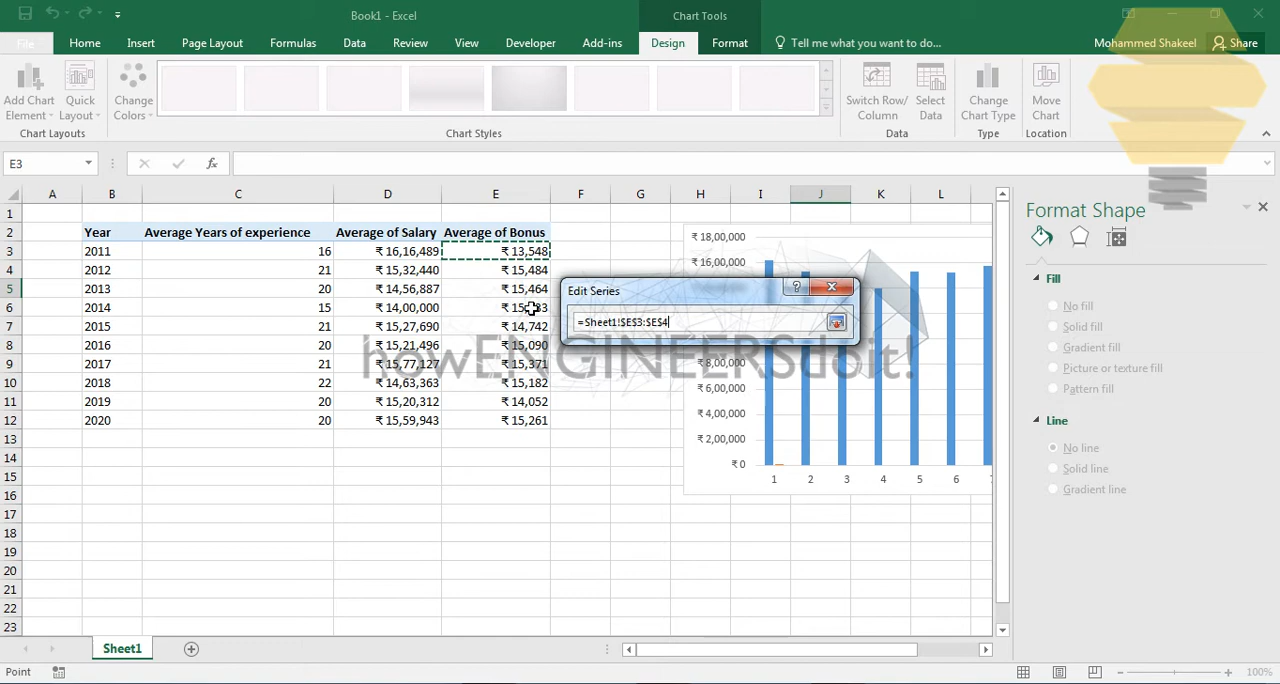 Book1 - Excel
Chart Tools
File Home Insert Page Layout Formulas Data Review View Developer Add-ins Design Format Tell me what you want to do... Mohammed Shakeel Share
Add Chart Element
Quick Layout
Change Colors
Switch Row/ Column
Select Data
Change Chart Type
Move Chart
Chart Layouts Chart Styles Data Type Location
E3 fx
A B C D E F G H I J K L
1
2 Year Average Years of experience Average of Salary Average of Bonus
3 2011 16 ₹ 16,16,489 ₹ 13,548
4 2012 21 ₹ 15,32,440 ₹ 15,484
5 2013 20 ₹ 14,56,887 ₹ 15,464
6 2014 15 ₹ 14,00,000
7 2015 21 ₹ 15,27,690 ₹ 14,742
8 2016 20 ₹ 15,21,496 ₹ 15,090
9 2017 21 ₹ 15,77,127 ₹ 15,371
10 2018 22 ₹ 14,63,363 ₹ 15,182
11 2019 20 ₹ 15,20,312 ₹ 14,052
12 2020 20 ₹ 15,59,943 ₹ 15,261
13
14
15
16
17
18
19
20
21
22
23
₹ 18,00,000
₹ 16,00,000
₹ 8,00,000
₹ 6,00,000
₹ 4,00,000
₹ 2,00,000
₹ 0
1 2 3 4 5 6
Edit Series ?
=Sheet1!$E$3:$E$4
howENGINEERSdoit!
Format Shape
Fill
No fill
Solid fill
Gradient fill
Picture or texture fill
Pattern fill
Line
No line
Solid line
Gradient line
Sheet1
Point 100%